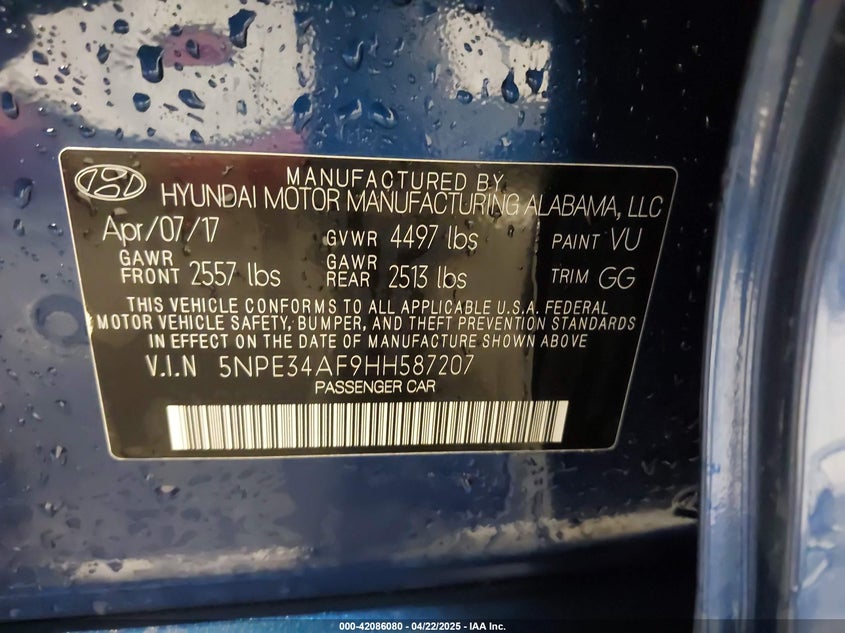 MANUFACTURED BY
HYUNDAI MOTOR MANUFACTURING ALABAMA, LLC
Apr/07/17 GVWR 4497 lbs PAINT VU
GAWR FRONT 2557 lbs GAWR REAR 2513 lbs TRIM GG
THIS VEHICLE CONFORMS TO ALL APPLICABLE U.S.A. FEDERAL
MOTOR VEHICLE SAFETY, BUMPER, AND THEFT PREVENTION STANDARDS
IN EFFECT ON THE DATE OF MANUFACTURE SHOWN ABOVE
V.I.N 5NPE34AF9HH587207
PASSENGER CAR
000-42086080 - 04/22/2025 - IAA Inc.